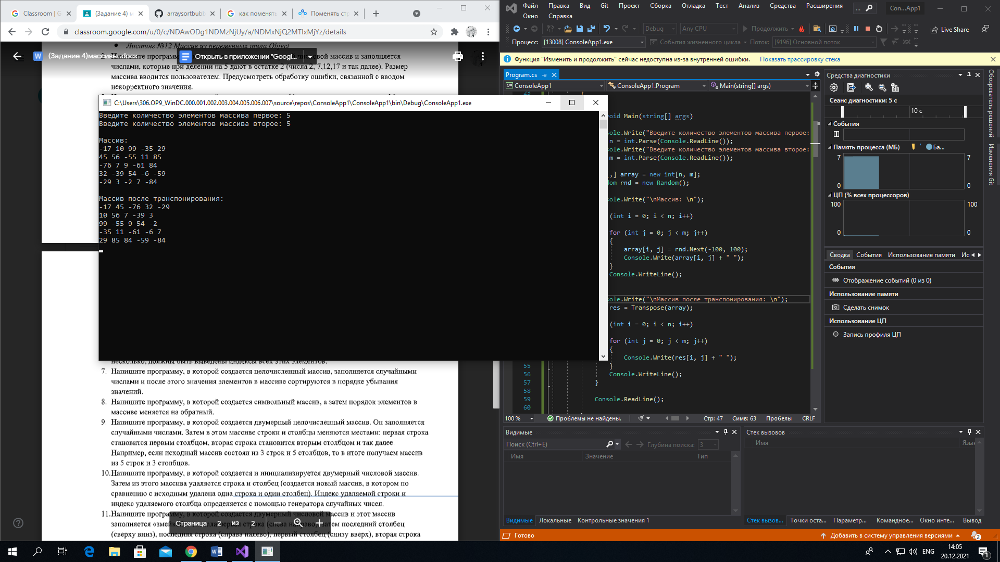 Classroom | G
(Задание 4)
arraysortbubb
как поменять
Поменять стр
classroom.google.com/u/0/c/NDAwODg1NDMzNjUy/a/NDMxNjQ2MTIxMjYz/details
Листинг №12 Массив из переменных типа Object
(Задание 4)массивы.docx
Открыть в приложении "Googl...
числами, которые при делении на 5 дают в остатке 2 (числа 2, 7,12,17 и так далее). Размер
массива вводится пользователем. Предусмотреть обработку ошибки, связанной с вводом
некорректного значения.
C:\Users\306.OP9_WinDC.000.001.002.003.004.005.006.007\source\repos\ConsoleApp1\ConsoleApp1\bin\Debug\ConsoleApp1.exe
Введите количество элементов массива первое: 5
Введите количество элементов массива второе: 5
Массив:
-17 10 99 -35 29
45 56 -55 11 85
-76 7 9 -61 84
32 -39 54 -6 -59
-29 3 -2 7 -84
Массив после транспонирования:
-17 45 -76 32 -29
10 56 7 -39 3
99 -55 9 54 -2
-35 11 -61 -6 7
29 85 84 -59 -84
несколько, должны быть выведены индексы всех этих элементов.
7. Напишите программу, в которой создается целочисленный массив, заполняется случайными
числами и после этого значения элементов в массиве сортируются в порядке убывания
значений.
8. Напишите программу, в которой создается символьный массив, а затем порядок элементов в
массиве меняется на обратный.
9. Напишите программу, в которой создается двумерный целочисленный массив. Он заполняется
случайными числами. Затем в этом массиве строки и столбцы меняются местами: первая строка
становится первым столбцом, вторая строка становится вторым столбцом и так далее.
Например, если исходный массив состоял из 3 строк и 5 столбцов, то в итоге получаем массив
из 5 строк и 3 столбцов.
10. Напишите программу, в которой создается и инициализируется двумерный числовой массив.
Затем из этого массива удаляется строка и столбец (создается новый массив, в котором по
сравнению с исходным удалена одна строка и один столбец). Индекс удаляемой строки и
индекс удаляемого столбца определяется с помощью генератора случайных чисел.
11. Напишите программу, в которой создается двумерный числовой массив и этот массив
заполняется «змейкой»
затем последний столбец
(сверху вниз), последняя строка (справа налево), первый столбец (снизу вверх), вторая строка
Страница 2 из 2
Файл Правка Вид Git Проект Сборка Отладка Тест Анализ Средства Расширения
... Con...App1
Окно Справка
Debug Any CPU Продолжить Live Share
Процесс: [13008] ConsoleApp1.exe События жизненного цикла Поток: [9196] Основной поток
Функция "Изменить и продолжить" сейчас недоступна из-за внутренней ошибки. Показать трассировку стека
Program.cs
ConsoleApp1 ConsoleApp1.Program Main(string[] args)
23 }
void Main(string[] args)
sole.Write("Введите количество элементов массива первое:
n = int.Parse(Console.ReadLine());
sole.Write("Введите количество элементов массива второе:
m = int.Parse(Console.ReadLine());
[,] array = new int[n, m];
dom rnd = new Random();
sole.Write("\nМассив: \n");
(int i = 0; i < n; i++)
for (int j = 0; j < m; j++)
{
array[i, j] = rnd.Next(-100, 100);
Console.Write(array[i, j] + " ");
}
Console.WriteLine();
sole.Write("\nМассив после транспонирования: \n");
res = Transpose(array);
(int i = 0; i < n; i++)
for (int j = 0; j < m; j++)
{
Console.Write(res[i, j] + " ");
55 }
56 Console.WriteLine();
57 }
58
59 Console.ReadLine();
60
100 % Проблемы не найдены. Стр: 47 Симв: 63 Пробелы CRLF
Средства диагностики
Сеанс диагностики: 5 с
10 с
События
Память процесса (МБ) Ба...
7 7
0 0
ЦП (% всех процессоров)
100 100
0 0
Сводка События Использование памяти Ис
События
Отображение событий (0 из 0)
Использование памяти
Сделать снимок
Использование ЦП
Запись профиля ЦП
Обозреватель решений
Изменения Git
Видимые
Поиск (Ctrl+E) Глубина поиска: 3
Имя Значение Тип
Видимые Локальные Контрольные значения 1
Стек вызовов
Имя Язык
Стек вызов... Точки оста... Параметр... Командное... Окно инте... Вывод
Готово Добавить в систему управления версиями 2
ENG
14:05
20.12.2021
1